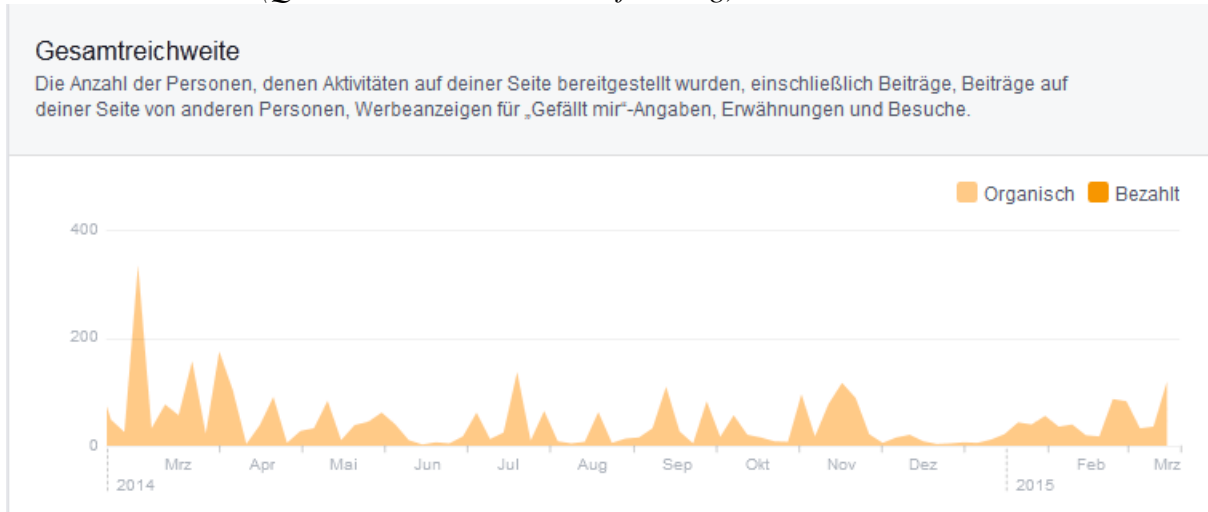 Gesamtreichweite
Die Anzahl der Personen, denen Aktivitäten auf deiner Seite bereitgestellt wurden, einschließlich Beiträge, Beiträge auf
deiner Seite von anderen Personen, Werbeanzeigen für „Gefällt mir“-Angaben, Erwähnungen und Besuche.
Organisch Bezahlt
400
200
0
Mrz Apr Mai Jun Jul Aug Sep Okt Nov Dez Feb Mrz
2014 2015